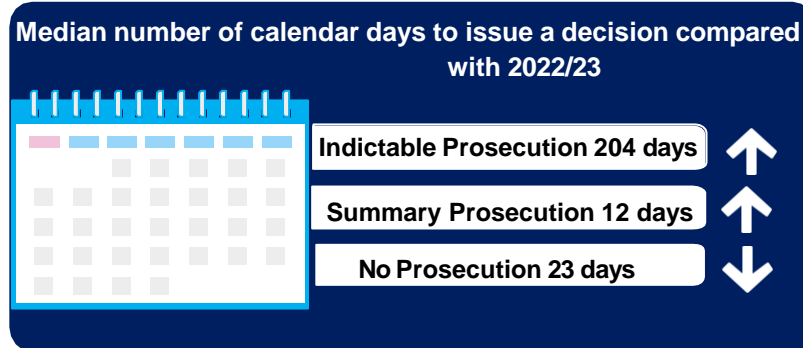 Median number of calendar days to issue a decision compared
with 2022/23
Indictable Prosecution 204 days
Summary Prosecution 12 days
No Prosecution 23 days